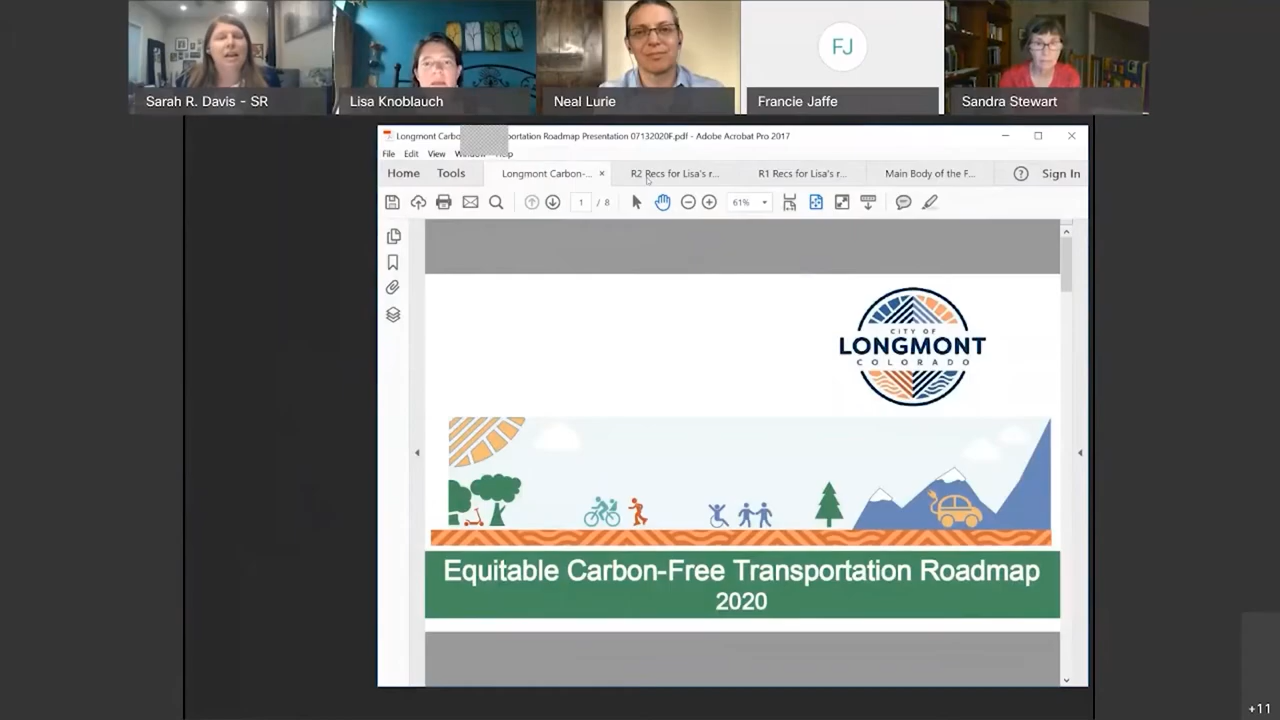 Sarah R. Davis - SR
Lisa Knoblauch
Neal Lurie
FJ
Francie Jaffe
Sandra Stewart
Longmont Carbo portation Roadmap Presentation 07132020F.pdf - Adobe Acrobat Pro 2017
File Edit View
Home Tools Longmont Carbon-... × R2 Recs for Lisa's r... R1 Recs for Lisa's r... Main Body of the F... ? Sign In
1 / 8 61%
CITY OF
LONGMONT
COLORADO
Equitable Carbon-Free Transportation Roadmap
2020
+11